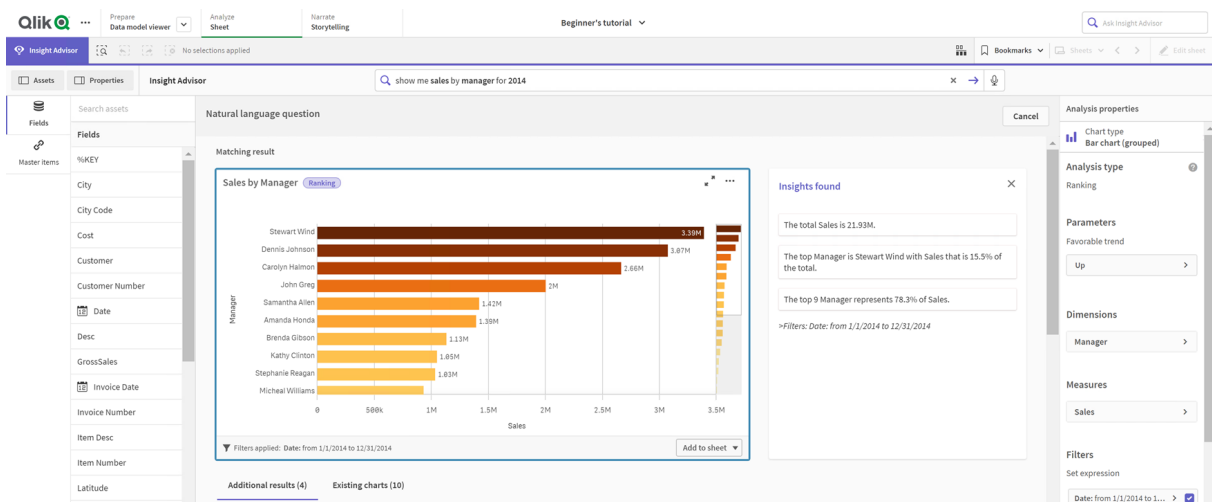 Qlik
Prepare
Data model viewer
Analyze
Sheet
Narrate
Storytelling
Beginner's tutorial
Ask Insight Advisor
Insight Advisor
No selections applied
Bookmarks
Sheets
Edit sheet
Assets
Properties
Insight Advisor
show me sales by manager for 2014
Fields
Master items
Search assets
Fields
%KEY
City
City Code
Cost
Customer
Customer Number
Date
Desc
GrossSales
Invoice Date
Invoice Number
Item Desc
Item Number
Latitude
Natural language question
Cancel
Matching result
Sales by Manager
Ranking
Manager
Stewart Wind
3.39M
Dennis Johnson
3.07M
Carolyn Halmon
2.66M
John Greg
2M
Samantha Allen
1.42M
Amanda Honda
1.39M
Brenda Gibson
1.13M
Kathy Clinton
1.05M
Stephanie Reagan
1.03M
Micheal Williams
0 500k 1M 1.5M 2M 2.5M 3M 3.5M
Sales
Filters applied: Date: from 1/1/2014 to 12/31/2014
Add to sheet
Insights found
The total Sales is 21.93M.
The top Manager is Stewart Wind with Sales that is 15.5% of
the total.
The top 9 Manager represents 78.3% of Sales.
>Filters: Date: from 1/1/2014 to 12/31/2014
Additional results (4)
Existing charts (10)
Analysis properties
Chart type
Bar chart (grouped)
Analysis type
Ranking
Parameters
Favorable trend
Up
Dimensions
Manager
Measures
Sales
Filters
Set expression
Date: from 1/1/2014 to 1...